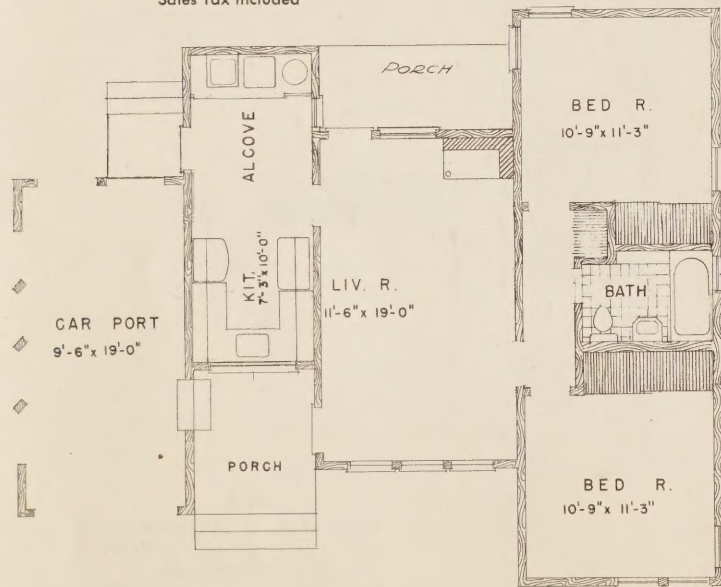 Sales Tax Included
PORCH
BED R.
10'-9" x 11'-3"
ALCOVE
KIT.
7'-3" x 10'-0"
LIV. R.
11'-6" x 19'-0"
BATH
CAR PORT
9'-6" x 19'-0"
PORCH
BED R.
10'-9" x 11'-3"